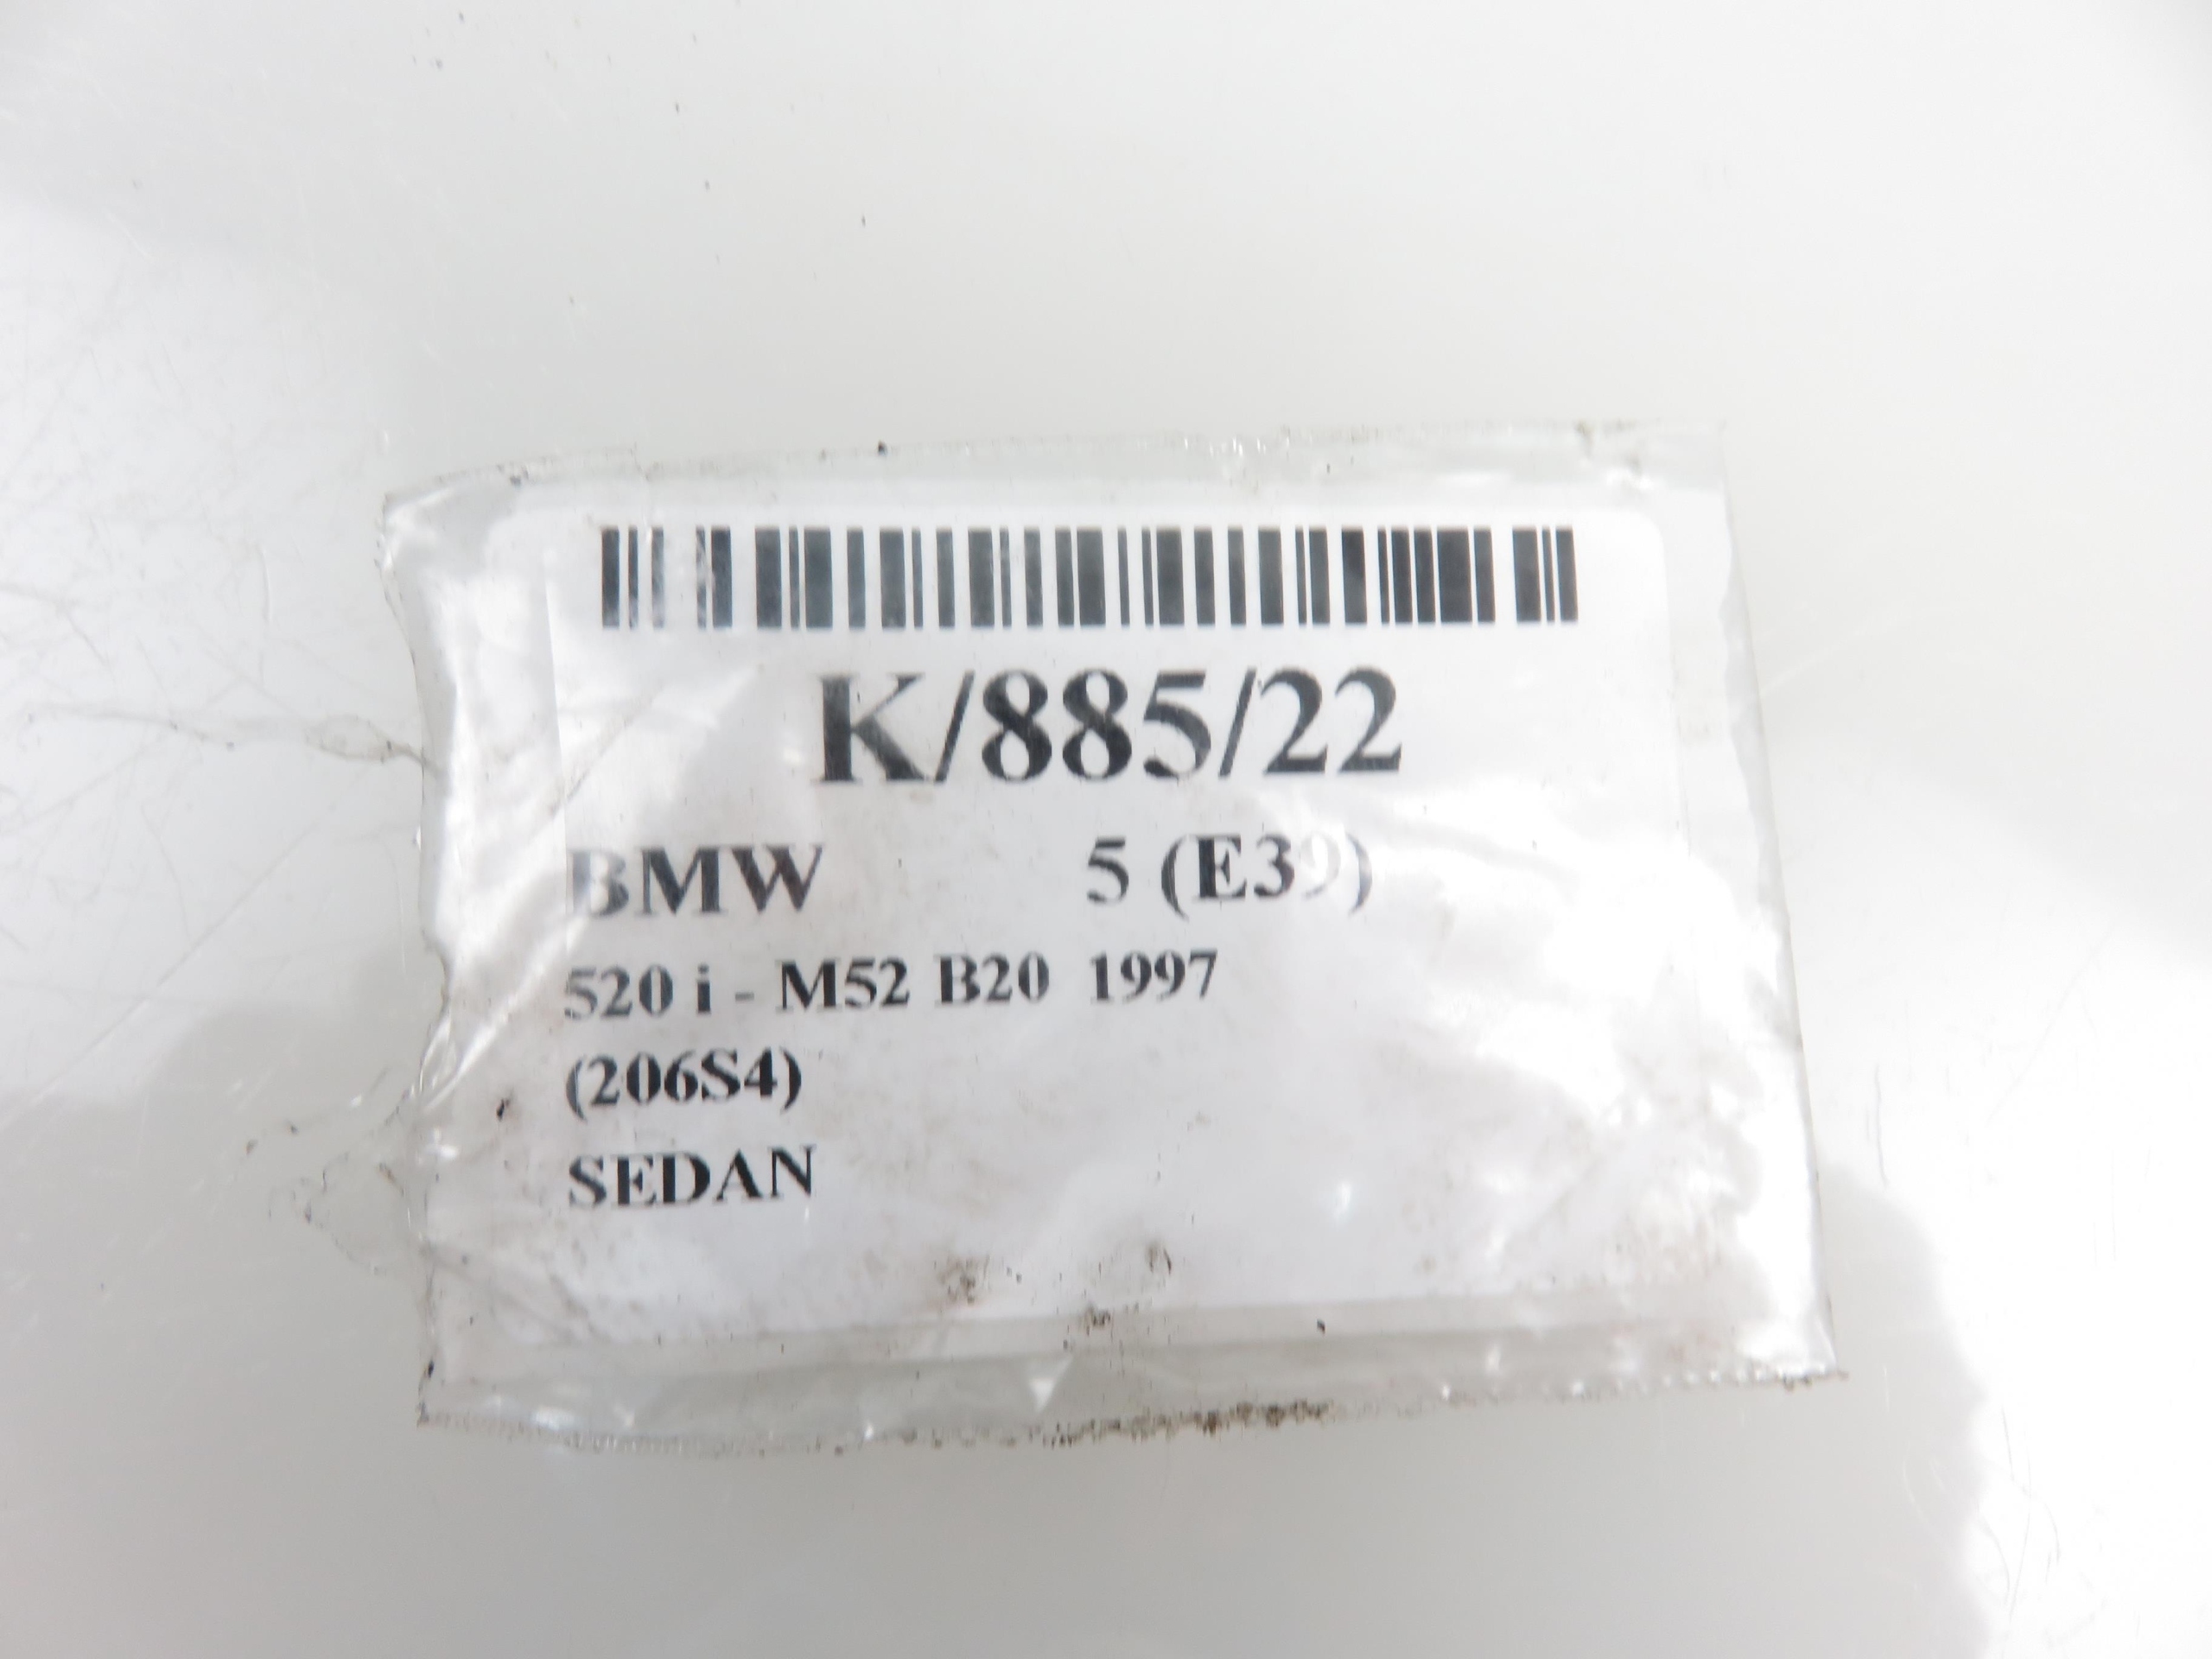 K/885/22
BMW 5 (E39)
520 i - M52 B20 1997
(206S4)
SEDAN